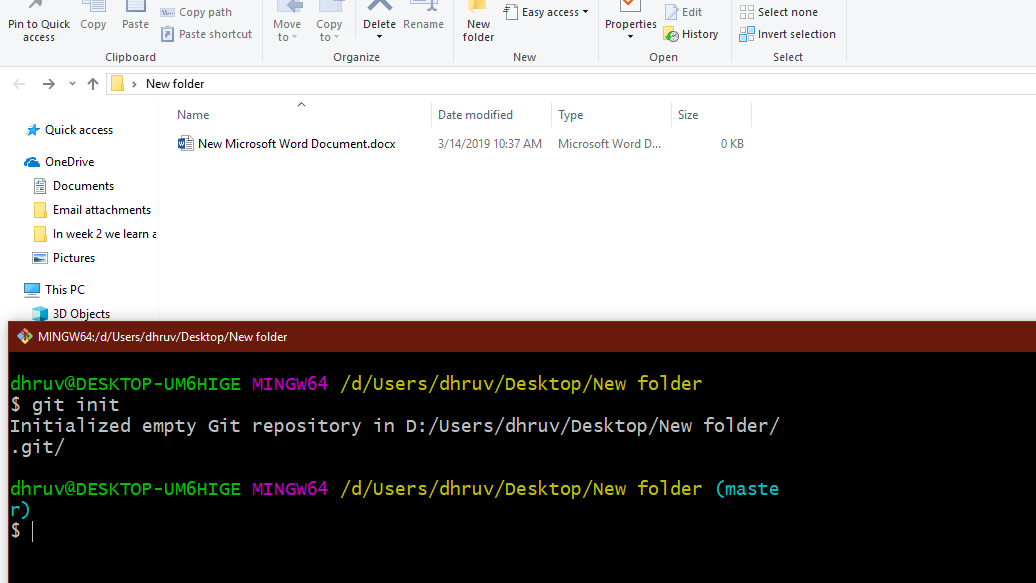 Pin to Quick access
Copy
Paste
Copy path
Paste shortcut
Move to
Copy to
Delete
Rename
New folder
Easy access
Properties
Edit
History
Select none
Invert selection
Clipboard
Organize
New
Open
Select
New folder
Name
Date modified
Type
Size
New Microsoft Word Document.docx
3/14/2019 10:37 AM
Microsoft Word D...
0 KB
Quick access
OneDrive
Documents
Email attachments
In week 2 we learn a
Pictures
This PC
3D Objects
MINGW64:/d/Users/dhruv/Desktop/New folder
dhruv@DESKTOP-UM6HIGE MINGW64 /d/Users/dhruv/Desktop/New folder
$ git init
Initialized empty Git repository in D:/Users/dhruv/Desktop/New folder/
.git/
dhruv@DESKTOP-UM6HIGE MINGW64 /d/Users/dhruv/Desktop/New folder (maste
r)
$